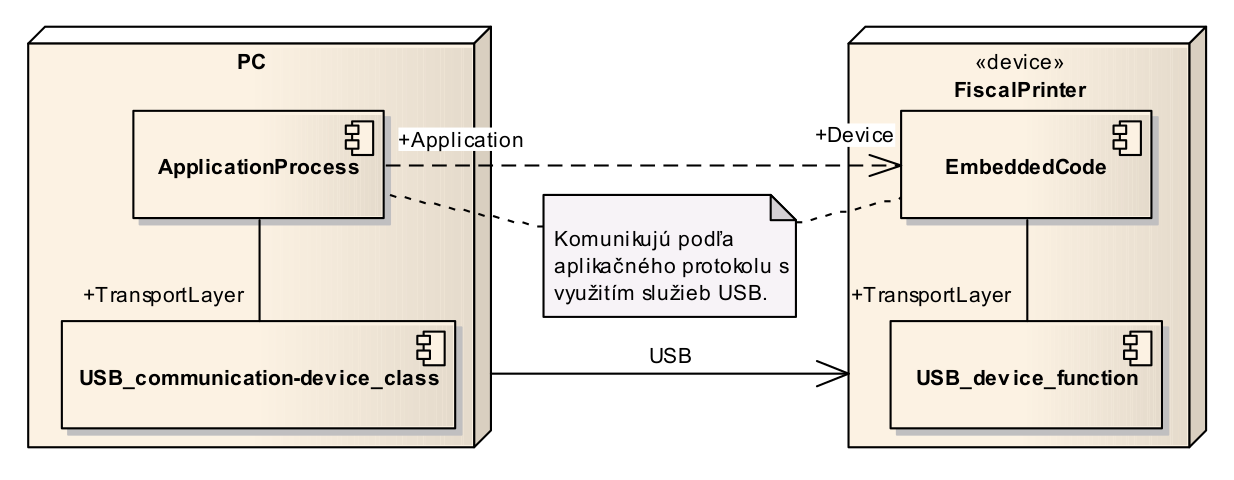 PC
«device»
FiscalPrinter
+Application
+Device
ApplicationProcess
EmbeddedCode
Komunikujú podľa
aplikačného protokolu s
využitím služieb USB.
+TransportLayer
+TransportLayer
USB
USB_communication-device_class
USB_device_function